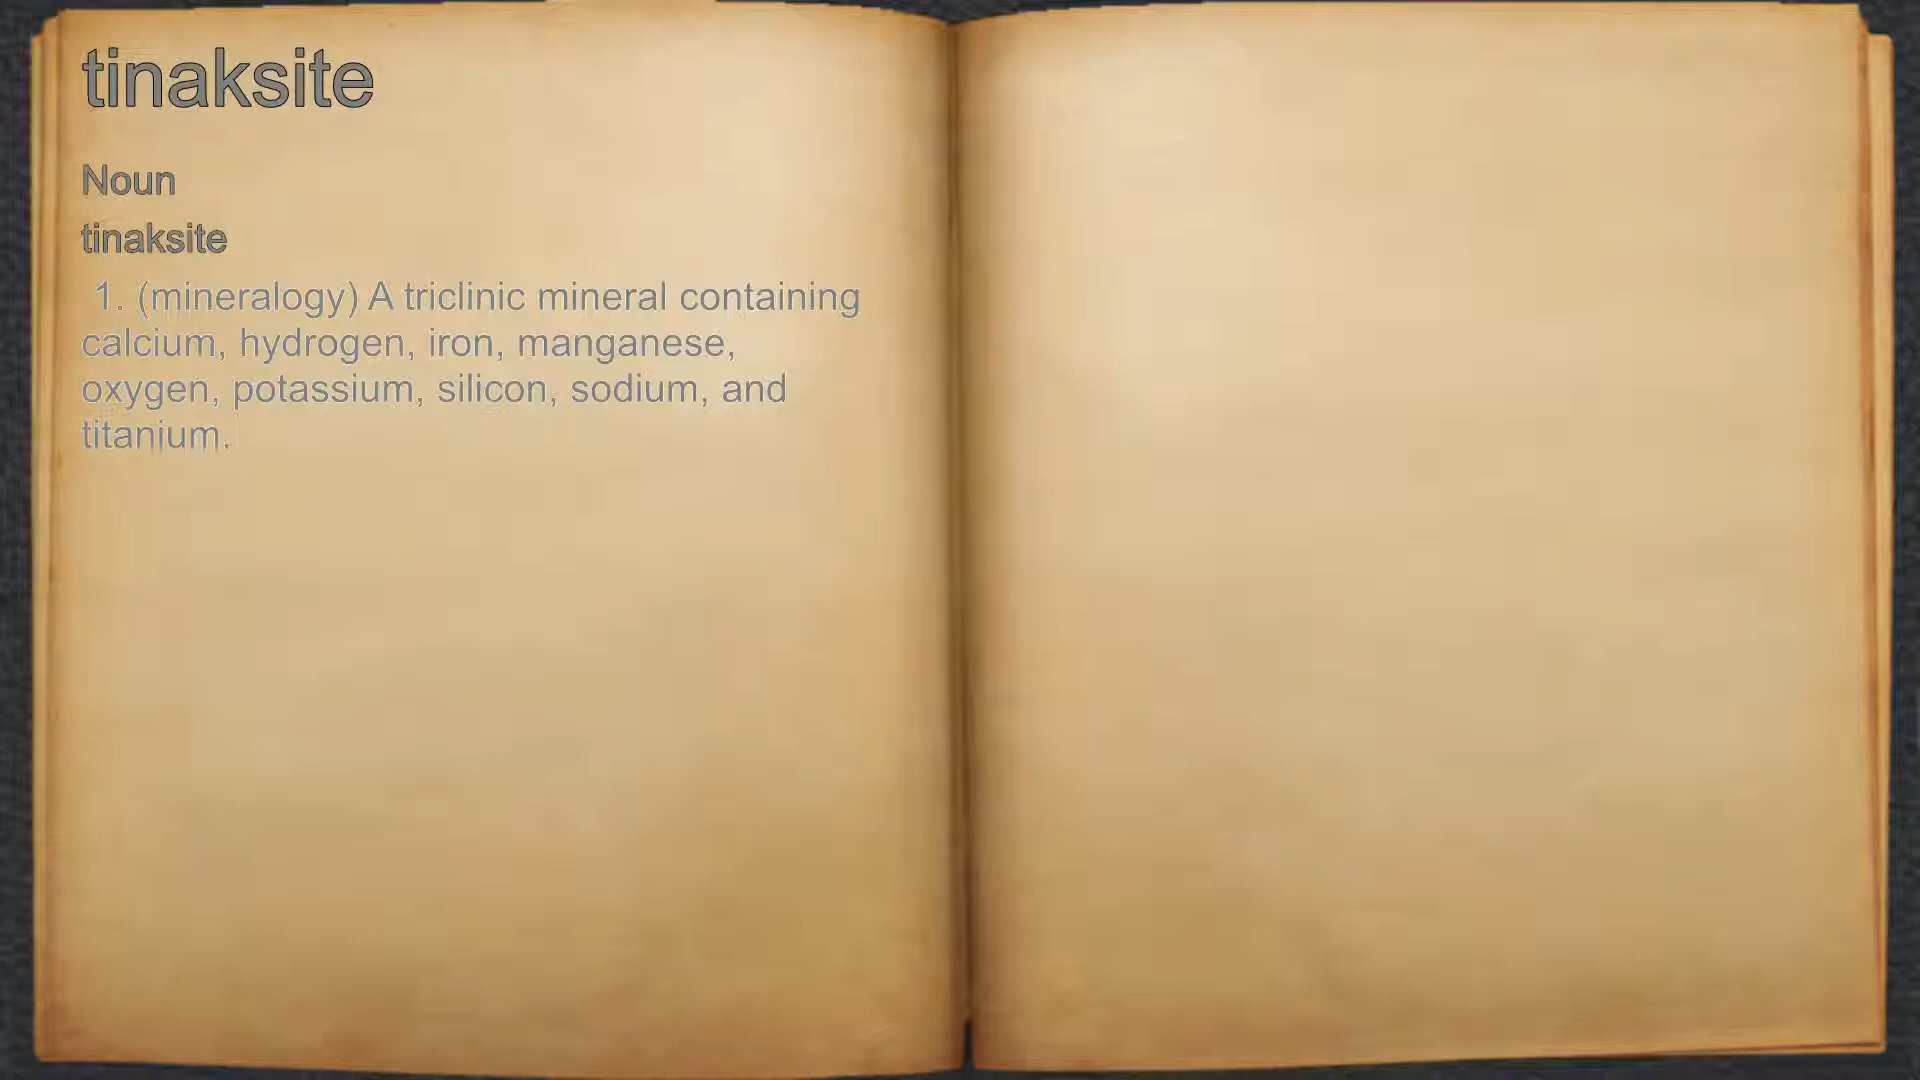 tinaksite
Noun
tinaksite
1. (mineralogy) A triclinic mineral containing
calcium, hydrogen, iron, manganese,
oxygen, potassium, silicon, sodium, and
titanium.